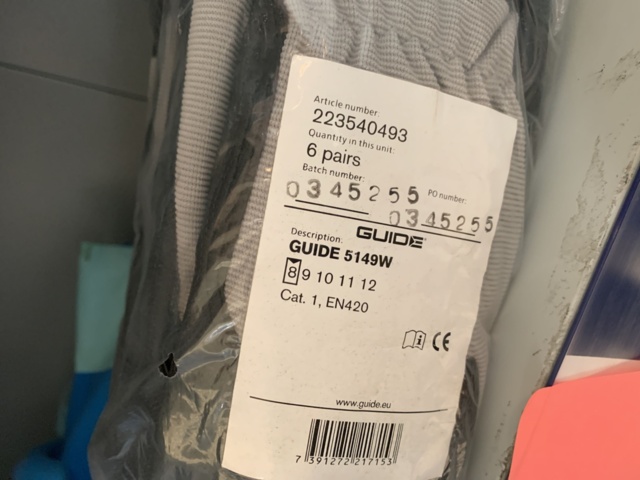 Article number:
223540493
Quantity in this unit:
6 pairs
Batch number:
0345255
PO number:
0345255
GUIDE®
Description:
GUIDE 5149W
8 9 10 11 12
Cat. 1, EN420
i CE
www.guide.eu
7 391272 217153